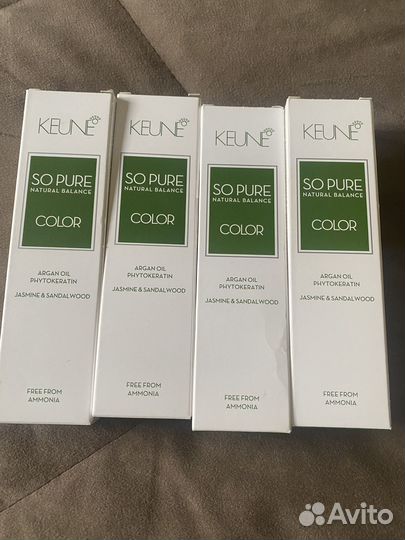 KEUNE
SO PURE
NATURAL BALANCE
COLOR
ARGAN OIL
PHYTOKERATIN
JASMINE & SANDALWOOD
FREE FROM
AMMONIA
KEUNE
SO PURE
NATURAL BALANCE
COLOR
ARGAN OIL
PHYTOKERATIN
JASMINE & SANDALWOOD
FREE FROM
AMMONIA
KEUNE
SO PURE
NATURAL BALANCE
COLOR
ARGAN OIL
PHYTOKERATIN
JASMINE & SANDALWOOD
FREE FROM
AMMONIA
KEUNE
SO PURE
NATURAL BALANCE
COLOR
ARGAN OIL
PHYTOKERATIN
JASMINE & SANDALWOOD
FREE FROM
AMMONIA
Avito